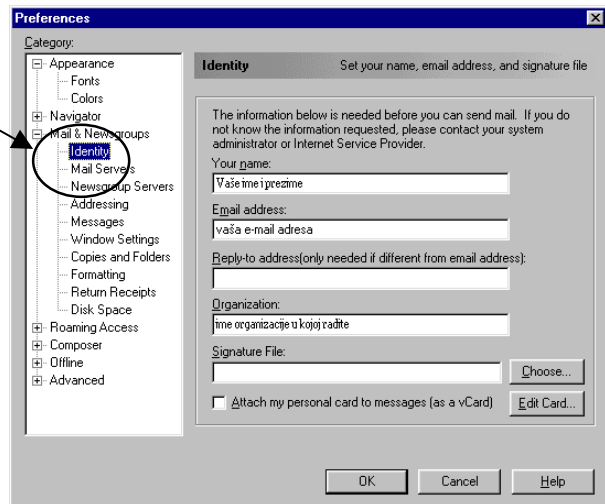 Preferences
Category:
Appearance
Fonts
Colors
Navigator
Mail & Newsgroups
Identity
Mail Servers
Newsgroup Servers
Addressing
Messages
Window Settings
Copies and Folders
Formatting
Return Receipts
Disk Space
Roaming Access
Composer
Offline
Advanced
Identity
Set your name, email address, and signature file
The information below is needed before you can send mail. If you do
not know the information requested, please contact your system
administrator or Internet Service Provider.
Your name:
Vaše ime i prezime
Email address:
vaša e-mail adresa
Reply-to address(only needed if different from email address):
Organization:
ime organizacije u kojoj radite
Signature File:
Choose...
Attach my personal card to messages (as a vCard)
Edit Card...
OK
Cancel
Help